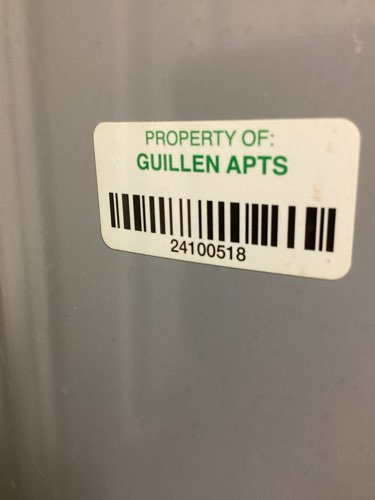 PROPERTY OF:
GUILLEN APTS
24100518